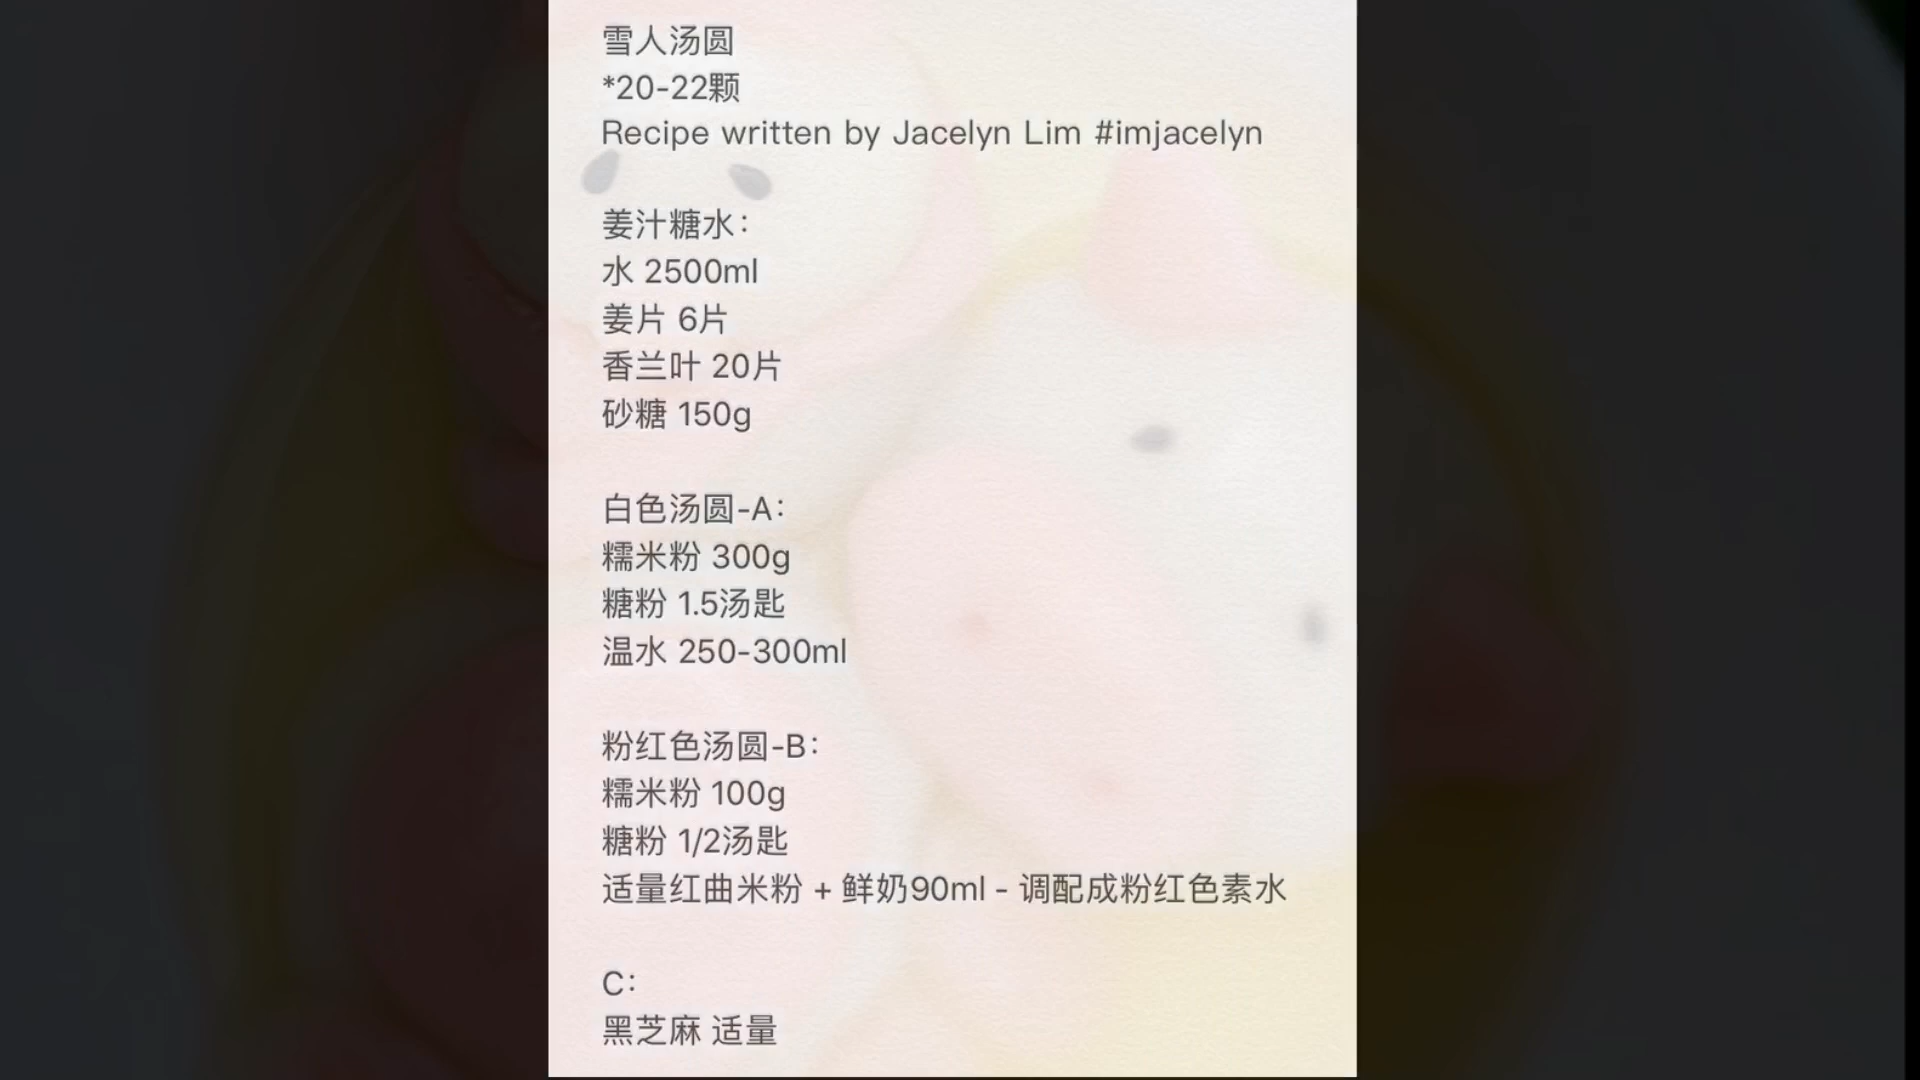 雪人汤圆
*20-22颗
Recipe written by Jacelyn Lim #imjacelyn
姜汁糖水：
水 2500ml
姜片 6片
香兰叶 20片
砂糖 150g
白色汤圆-A：
糯米粉 300g
糖粉 1.5汤匙
温水 250-300ml
粉红色汤圆-B：
糯米粉 100g
糖粉 1/2汤匙
适量红曲米粉 + 鲜奶90ml - 调配成粉红色素水
C：
黑芝麻 适量